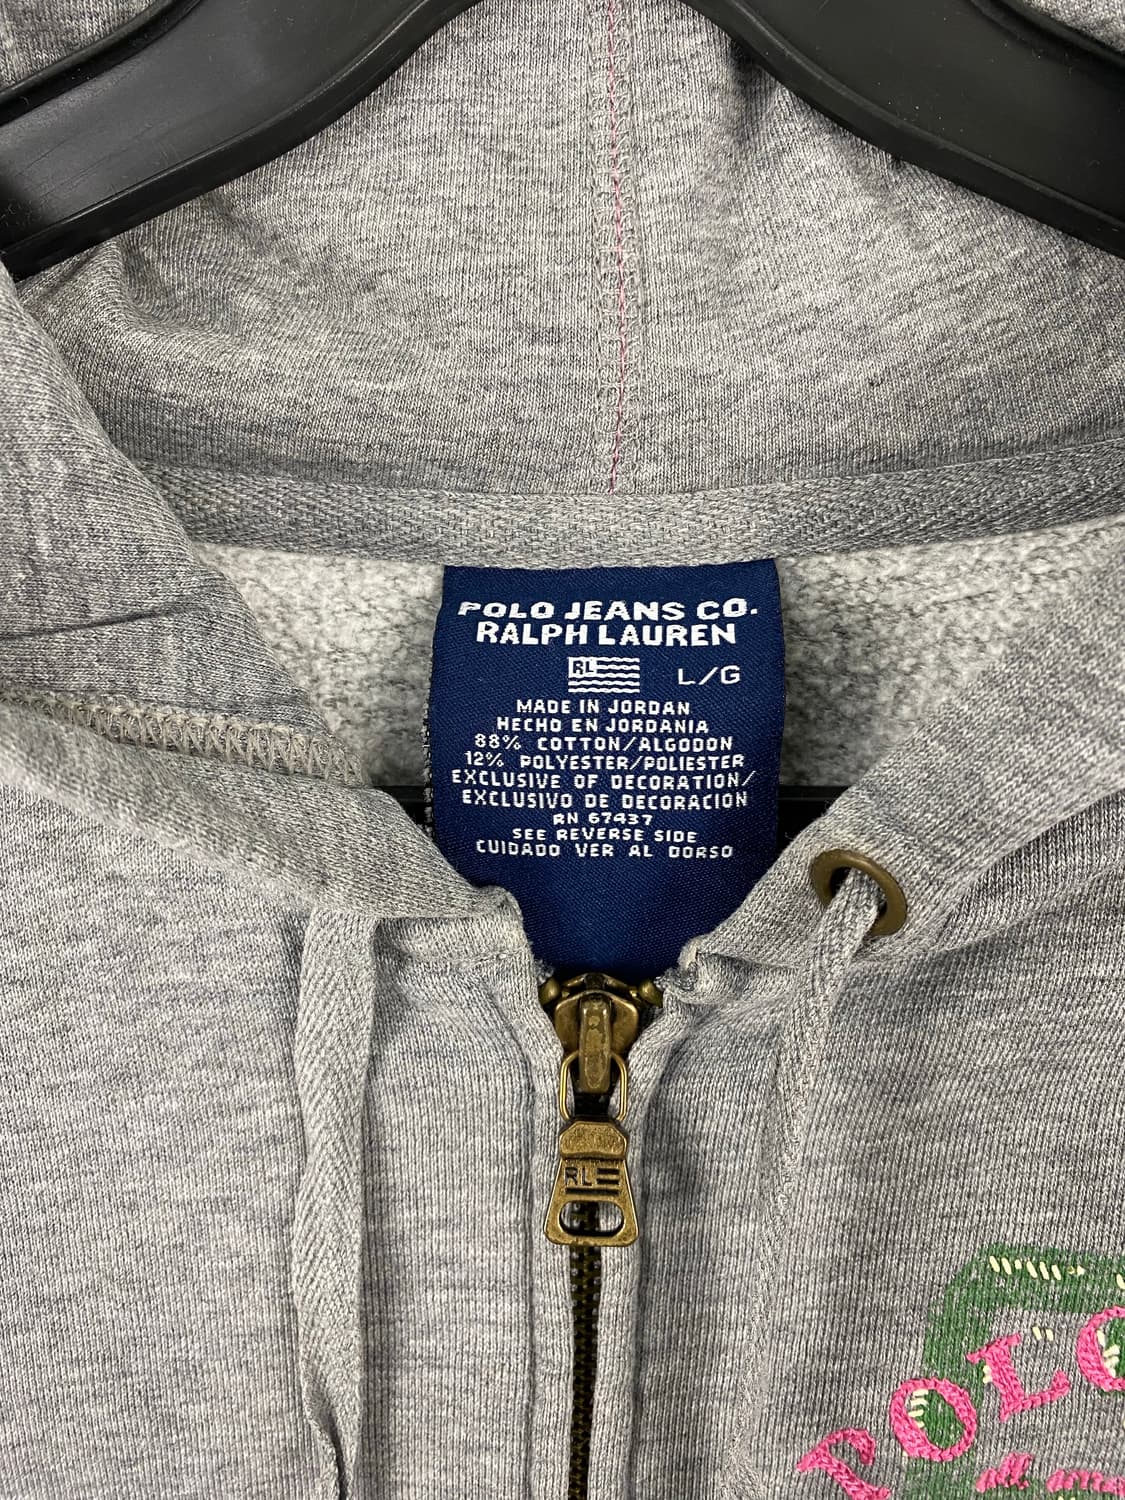 POLO JEANS CO.
RALPH LAUREN
RL
L/G
MADE IN JORDAN
HECHO EN JORDANIA
88% COTTON/ALGODON
12% POLYESTER/POLIESTER
EXCLUSIVE OF DECORATION/
EXCLUSIVO DE DECORACION
RN 67437
SEE REVERSE SIDE
CUIDADO VER AL DORSO
RL
POLO